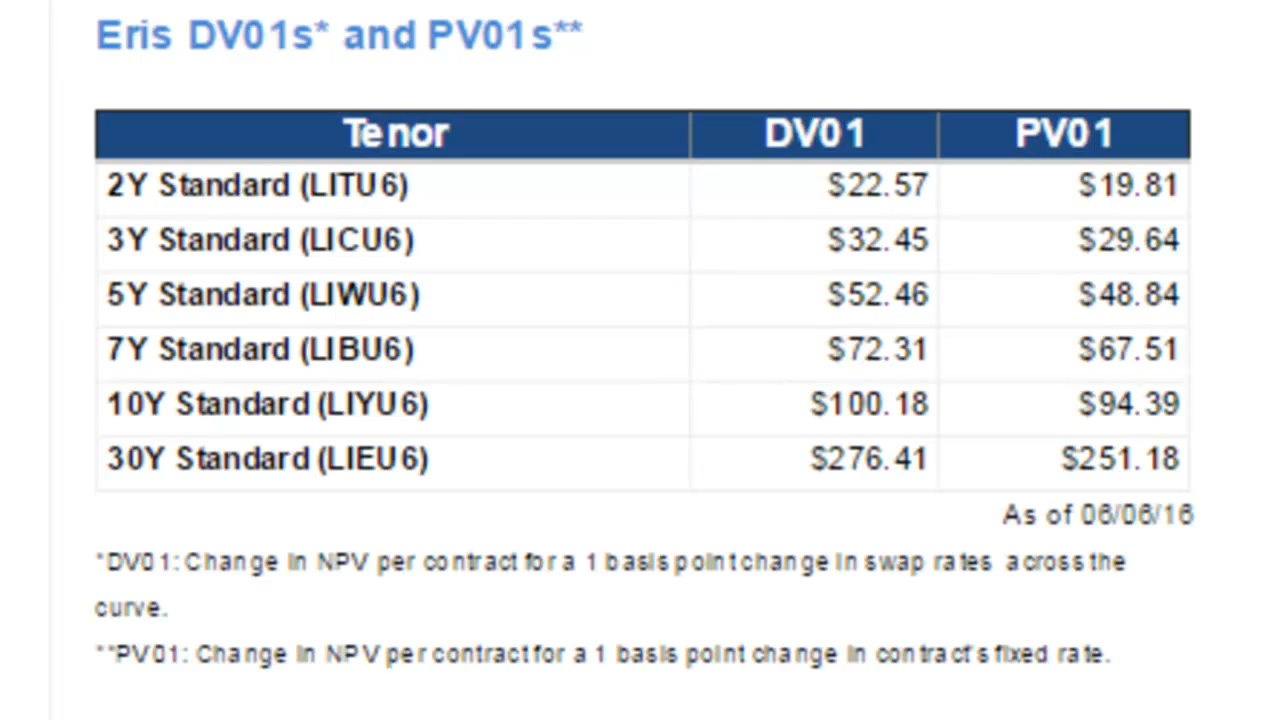 Eris DV01s* and PV01s**
Tenor DV01 PV01
2Y Standard (LITU6) $22.57 $19.81
3Y Standard (LICU6) $32.45 $29.64
5Y Standard (LIWU6) $52.46 $48.84
7Y Standard (LIBU6) $72.31 $67.51
10Y Standard (LIYU6) $100.18 $94.39
30Y Standard (LIEU6) $276.41 $251.18
As of 06/06/16
*DV01: Change in NPV per contract for a 1 basis point change in swap rates across the
curve.
**PV01: Change in NPV per contract for a 1 basis point change in contract's fixed rate.